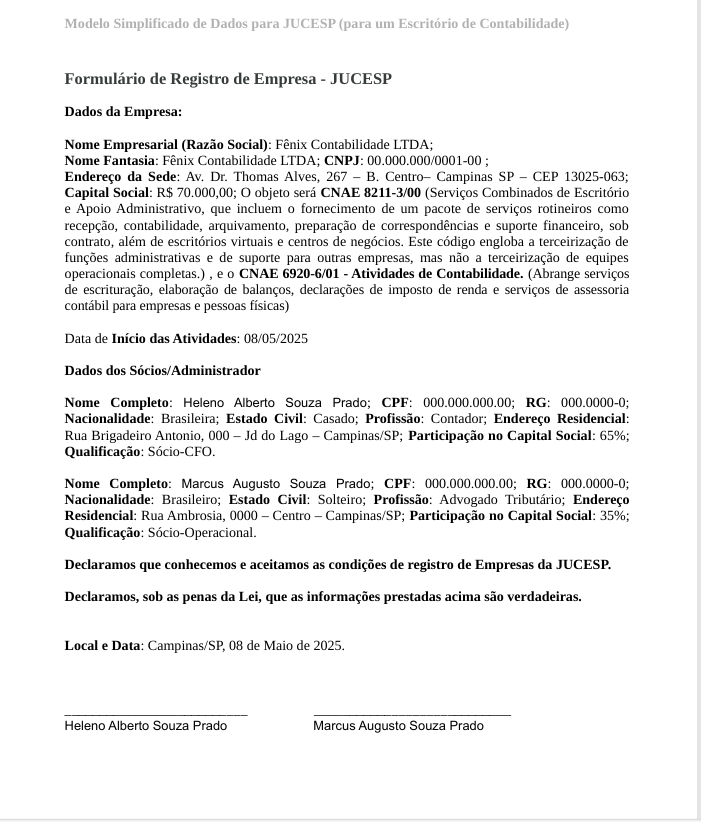 Modelo Simplificado de Dados para JUCESP (para um Escritório de Contabilidade)
Formulário de Registro de Empresa - JUCESP
Dados da Empresa:
Nome Empresarial (Razão Social): Fênix Contabilidade LTDA;
Nome Fantasia: Fênix Contabilidade LTDA; CNPJ: 00.000.000/0001-00 ;
Endereço da Sede: Av. Dr. Thomas Alves, 267 – B. Centro– Campinas SP – CEP 13025-063;
Capital Social: R$ 70.000,00; O objeto será CNAE 8211-3/00 (Serviços Combinados de Escritório
e Apoio Administrativo, que incluem o fornecimento de um pacote de serviços rotineiros como
recepção, contabilidade, arquivamento, preparação de correspondências e suporte financeiro, sob
contrato, além de escritórios virtuais e centros de negócios. Este código engloba a terceirização de
funções administrativas e de suporte para outras empresas, mas não a terceirização de equipes
operacionais completas.) , e o CNAE 6920-6/01 - Atividades de Contabilidade. (Abrange serviços
de escrituração, elaboração de balanços, declarações de imposto de renda e serviços de assessoria
contábil para empresas e pessoas físicas)
Data de Início das Atividades: 08/05/2025
Dados dos Sócios/Administrador
Nome Completo: Heleno Alberto Souza Prado; CPF: 000.000.000.00; RG: 000.0000-0;
Nacionalidade: Brasileira; Estado Civil: Casado; Profissão: Contador; Endereço Residencial:
Rua Brigadeiro Antonio, 000 – Jd do Lago – Campinas/SP; Participação no Capital Social: 65%;
Qualificação: Sócio-CFO.
Nome Completo: Marcus Augusto Souza Prado; CPF: 000.000.000.00; RG: 000.0000-0;
Nacionalidade: Brasileiro; Estado Civil: Solteiro; Profissão: Advogado Tributário; Endereço
Residencial: Rua Ambrosia, 0000 – Centro – Campinas/SP; Participação no Capital Social: 35%;
Qualificação: Sócio-Operacional.
Declaramos que conhecemos e aceitamos as condições de registro de Empresas da JUCESP.
Declaramos, sob as penas da Lei, que as informações prestadas acima são verdadeiras.
Local e Data: Campinas/SP, 08 de Maio de 2025.
Heleno Alberto Souza Prado Marcus Augusto Souza Prado